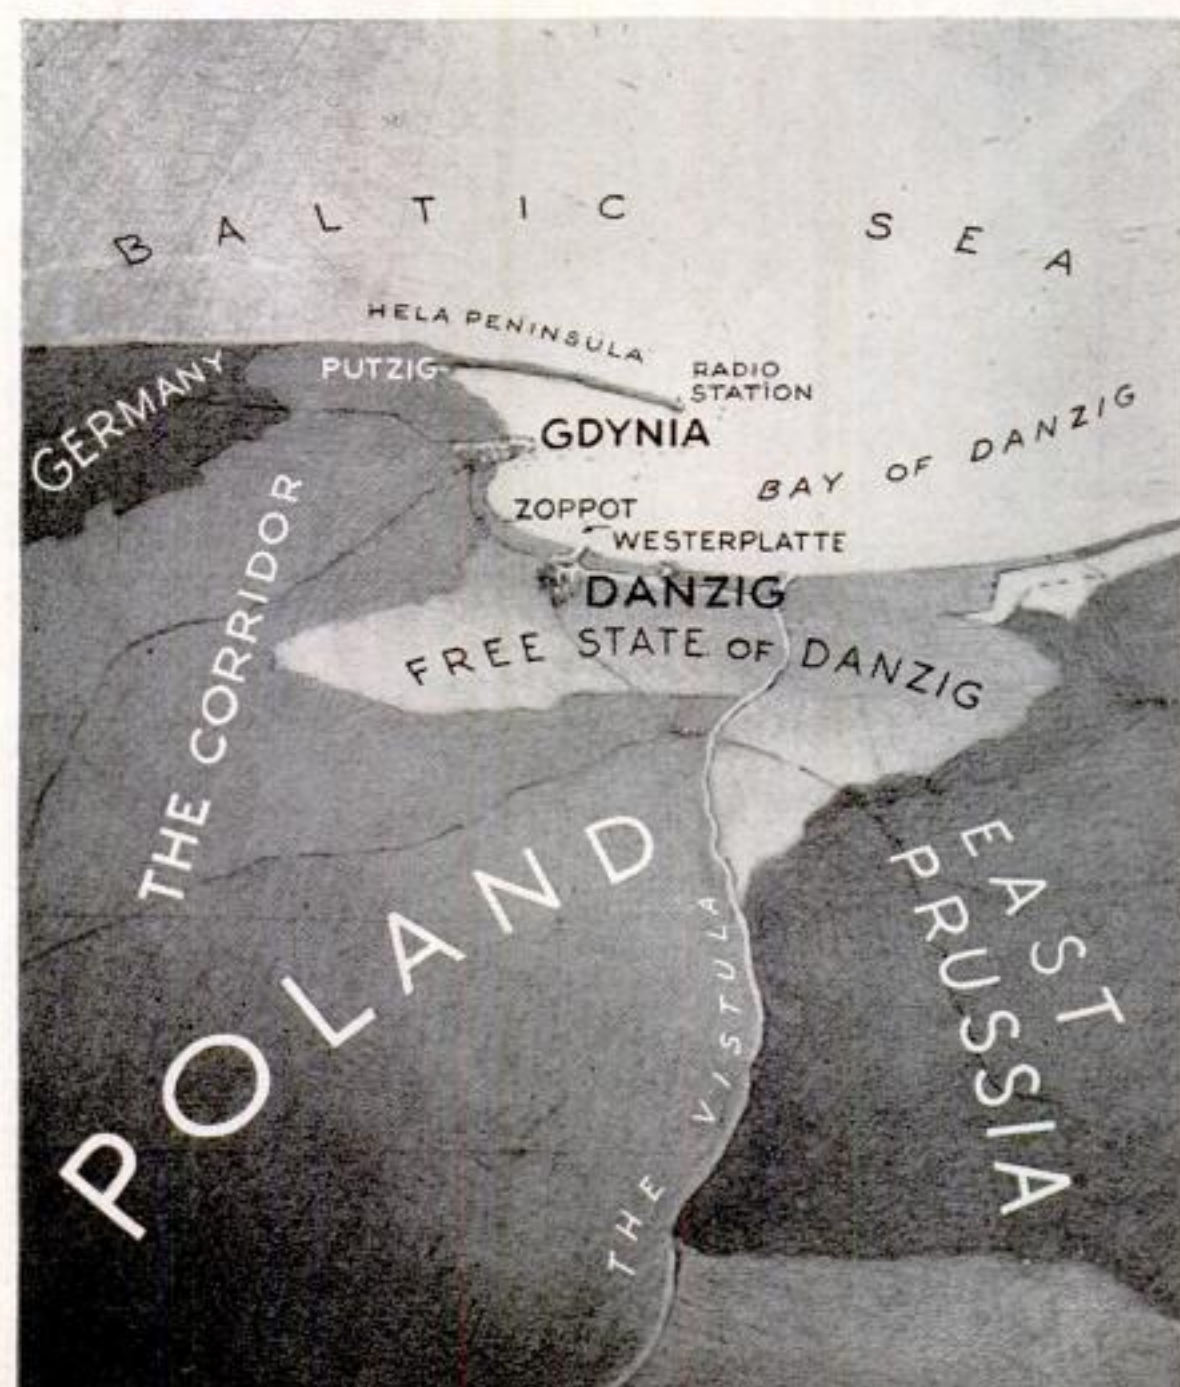 BALTIC SEA
HELA PENINSULA
GERMANY
PUTZIG
RADIO
STATION
GDYNIA
BAY OF DANZIG
ZOPPOT
WESTERPLATTE
THE CORRIDOR
DANZIG
FREE STATE OF DANZIG
POLAND
THE VISTULA
EAST
PRUSSIA